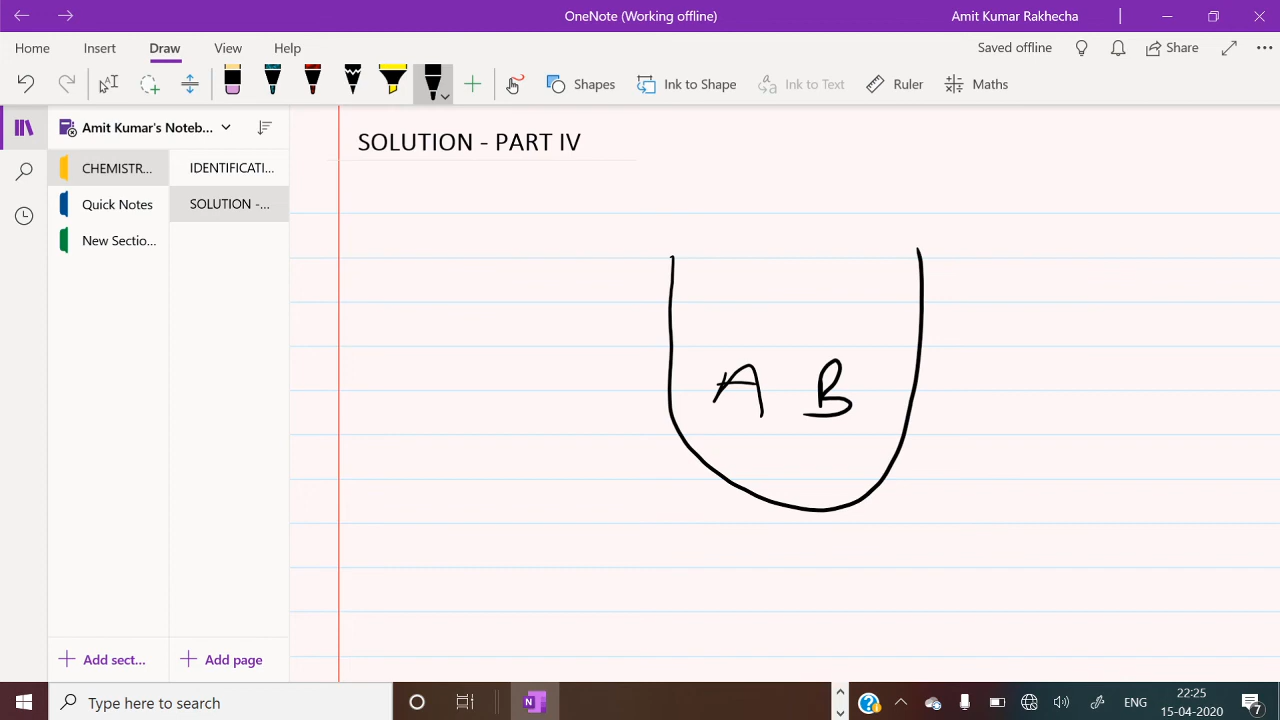 OneNote (Working offline)
Amit Kumar Rakhecha
Home Insert Draw View Help
Saved offline
Share
Shapes
Ink to Shape
Ink to Text
Ruler
Maths
Amit Kumar's Noteb...
CHEMISTR...
Quick Notes
New Sectio...
IDENTIFICATI...
SOLUTION -...
SOLUTION - PART IV
A B
Add sect...
Add page
Type here to search
ENG
22:25
15-04-2020
7